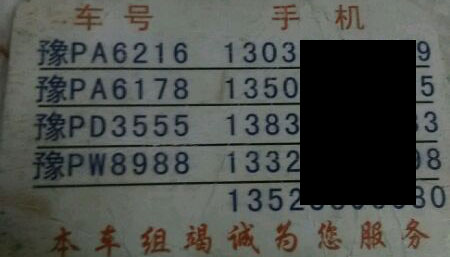 车号 手机
豫PA6216 1303 9
豫PA6178 1350 5
豫PD3555 1383 33
豫PW8988 1332 98
1352 80
本车组竭诚为您服务